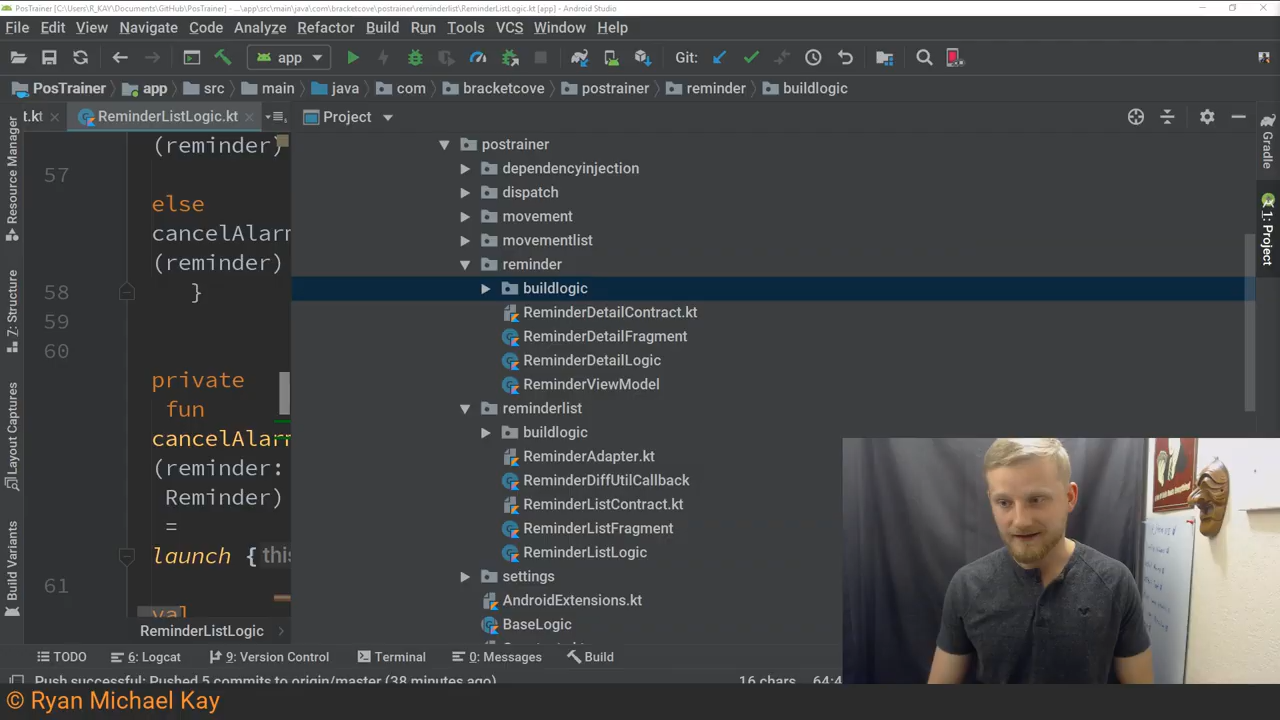 PosTrainer [C:\Users\R_KAY\Documents\GitHub\PosTrainer] - ...\app\src\main\java\com\bracketcove\postrainer\reminderlist\ReminderListLogic.kt [app] - Android Studio
File Edit View Navigate Code Analyze Refactor Build Run Tools VCS Window Help
app Git:
PosTrainer app src main java com bracketcove postrainer reminder buildlogic
t.kt ReminderListLogic.kt Project
(reminder)
57
else
cancelAlarm
(reminder)
58 }
59
60
private
fun
cancelAlarm
(reminder:
Reminder)
=
launch { this
61
val
ReminderListLogic
postrainer
dependencyinjection
dispatch
movement
movementlist
reminder
buildlogic
ReminderDetailContract.kt
ReminderDetailFragment
ReminderDetailLogic
ReminderViewModel
reminderlist
buildlogic
ReminderAdapter.kt
ReminderDiffUtilCallback
ReminderListContract.kt
ReminderListFragment
ReminderListLogic
settings
AndroidExtensions.kt
BaseLogic
Resource Manager
7: Structure
Layout Captures
Build Variants
Gradle
1: Project
TODO 6: Logcat 9: Version Control Terminal 0: Messages Build
Push successful: Pushed 5 commits to origin/master (38 minutes ago) 16 chars 64:4
© Ryan Michael Kay